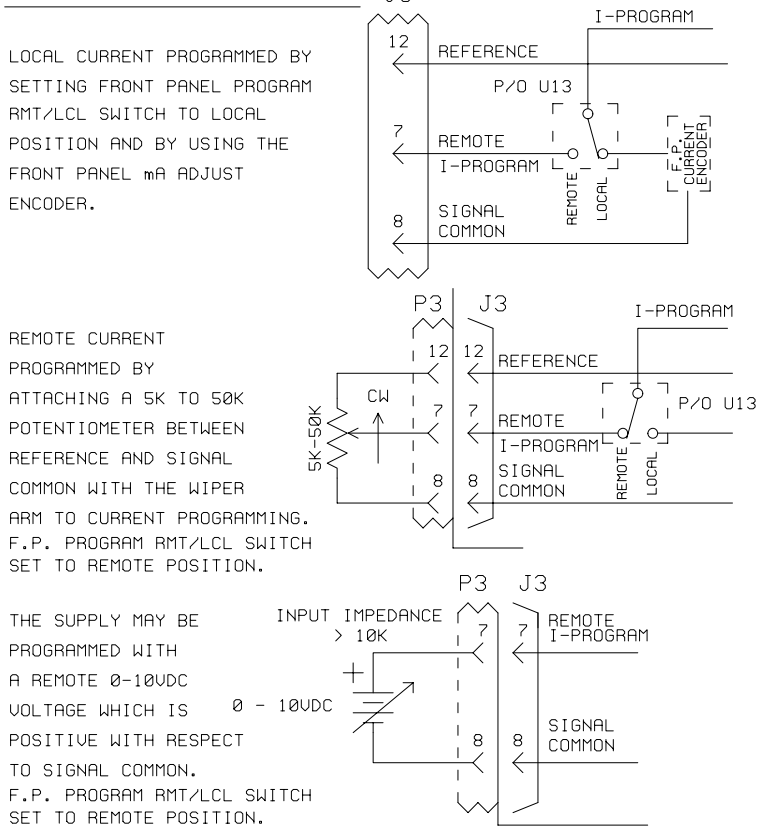 LOCAL CURRENT PROGRAMMED BY
SETTING FRONT PANEL PROGRAM
RMT/LCL SWITCH TO LOCAL
POSITION AND BY USING THE
FRONT PANEL mA ADJUST
ENCODER.
I-PROGRAM
12
REFERENCE
P/O U13
7
REMOTE
I-PROGRAM
REMOTE
LOCAL
F.P.
CURRENT
ENCODER
8
SIGNAL
COMMON
REMOTE CURRENT
PROGRAMMED BY
ATTACHING A 5K TO 50K
POTENTIOMETER BETWEEN
REFERENCE AND SIGNAL
COMMON WITH THE WIPER
ARM TO CURRENT PROGRAMMING.
F.P. PROGRAM RMT/LCL SWITCH
SET TO REMOTE POSITION.
P3 J3
I-PROGRAM
12 12
REFERENCE
5K-50K
CW
7 7
REMOTE
I-PROGRAM
P/O U13
REMOTE
LOCAL
8 8
SIGNAL
COMMON
THE SUPPLY MAY BE
PROGRAMMED WITH
A REMOTE 0-10VDC
VOLTAGE WHICH IS
POSITIVE WITH RESPECT
TO SIGNAL COMMON.
F.P. PROGRAM RMT/LCL SWITCH
SET TO REMOTE POSITION.
P3 J3
INPUT IMPEDANCE
> 10K
+
0 - 10VDC
7 7
REMOTE
I-PROGRAM
8 8
SIGNAL
COMMON